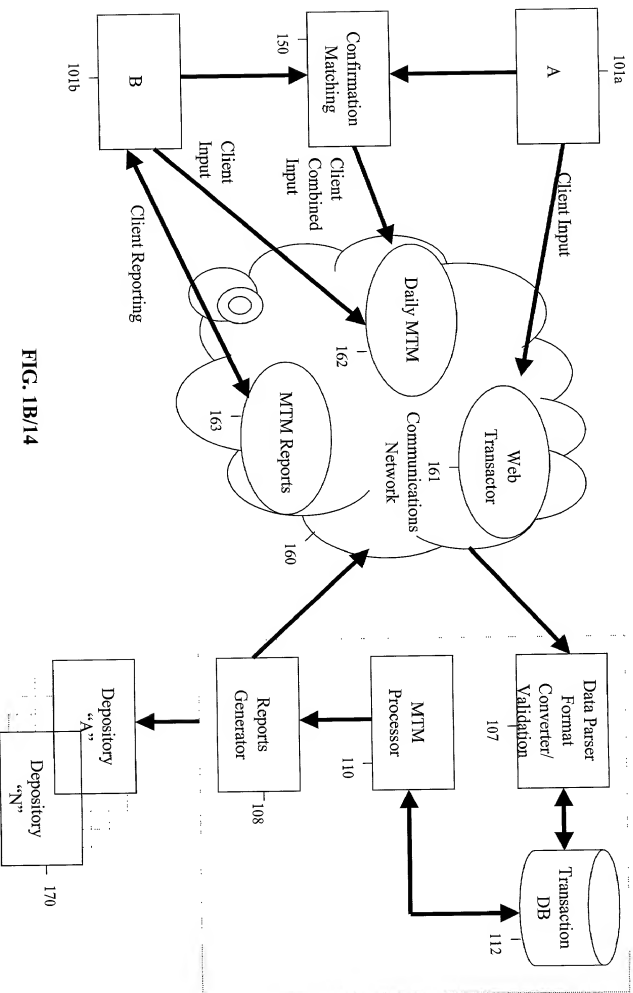 101a
A
Client Input
150
Confirmation
Matching
Client
Combined
Input
101b
B
Client
Input
Client Reporting
Web
Transactor
161
Daily MTM
162
Communications
Network
MTM Reports
163
160
Data Parser
Format
Converter/
Validation
107
Transaction
DB
112
MTM
Processor
110
Reports
Generator
108
Depository
“A”
Depository
“N”
170
FIG. 1B/14